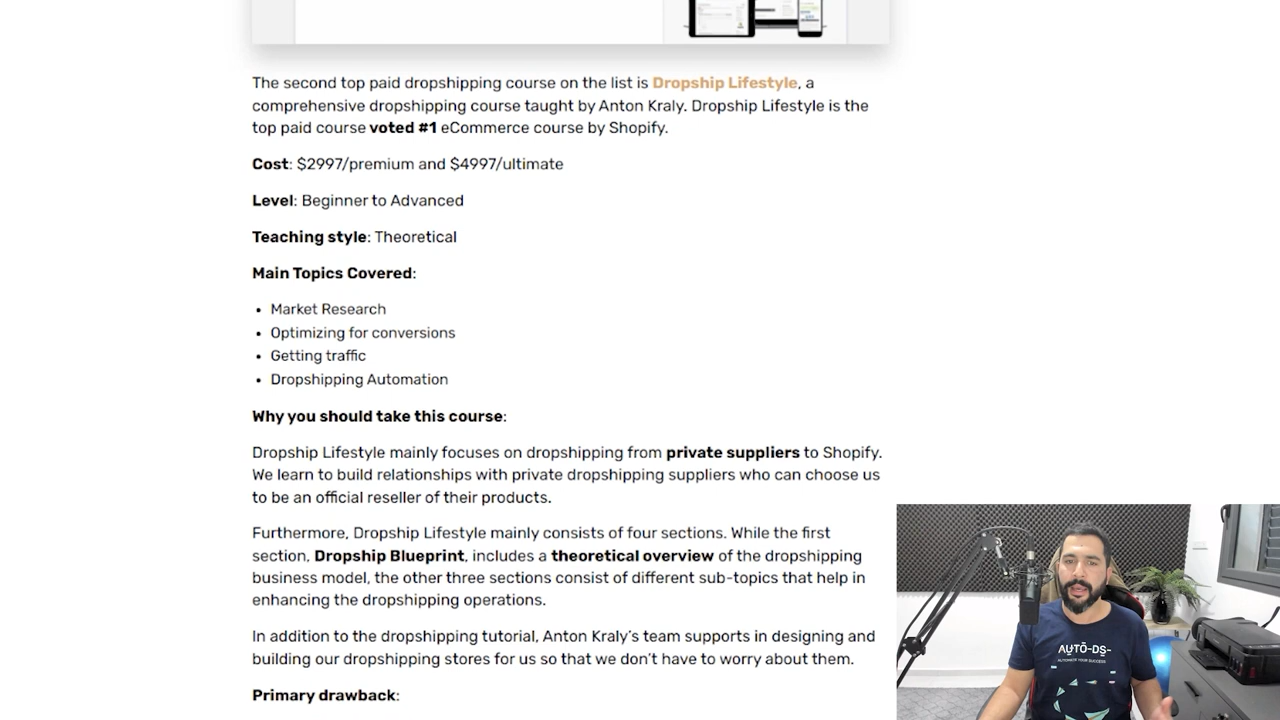 The second top paid dropshipping course on the list is Dropship Lifestyle, a
comprehensive dropshipping course taught by Anton Kraly. Dropship Lifestyle is the
top paid course voted #1 eCommerce course by Shopify.
Cost: $2997/premium and $4997/ultimate
Level: Beginner to Advanced
Teaching style: Theoretical
Main Topics Covered:
• Market Research
• Optimizing for conversions
• Getting traffic
• Dropshipping Automation
Why you should take this course:
Dropship Lifestyle mainly focuses on dropshipping from private suppliers to Shopify.
We learn to build relationships with private dropshipping suppliers who can choose us
to be an official reseller of their products.
Furthermore, Dropship Lifestyle mainly consists of four sections. While the first
section, Dropship Blueprint, includes a theoretical overview of the dropshipping
business model, the other three sections consist of different sub-topics that help in
enhancing the dropshipping operations.
In addition to the dropshipping tutorial, Anton Kraly's team supports in designing and
building our dropshipping stores for us so that we don't have to worry about them.
Primary drawback:
AUTO-DS-
AUTOMATE YOUR SUCCESS